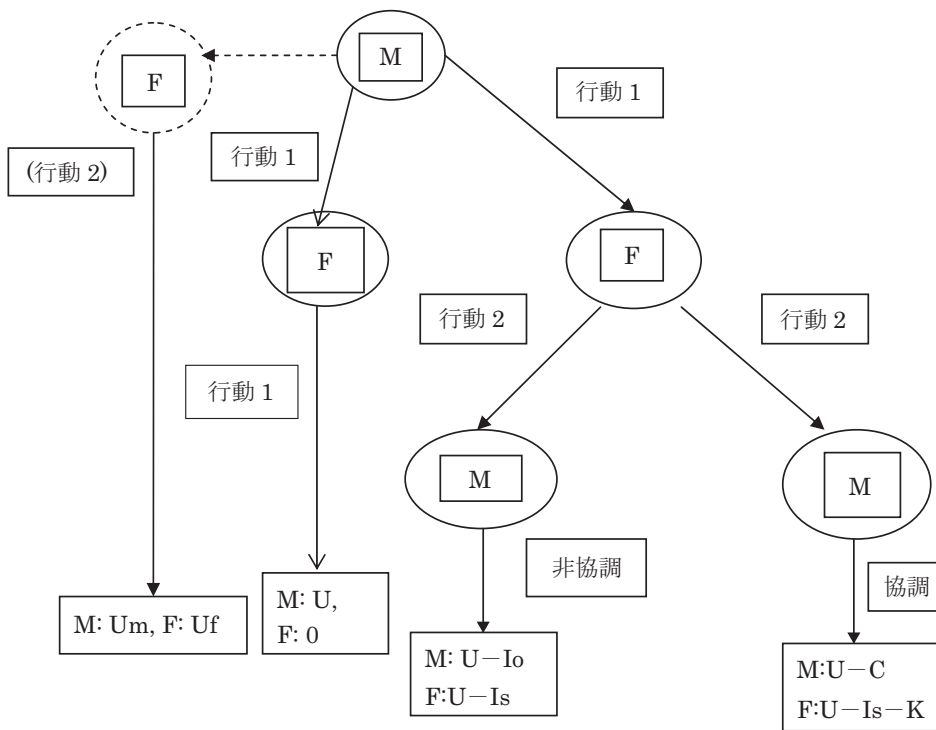 M
F
行動 1
行動 1
(行動 2)
F
F
行動 2
行動 2
行動 1
M
M
非協調
協調
M: Um, F: Uf
M: U,
F: 0
M: U－Io
F:U－Is
M:U－C
F:U－Is－K